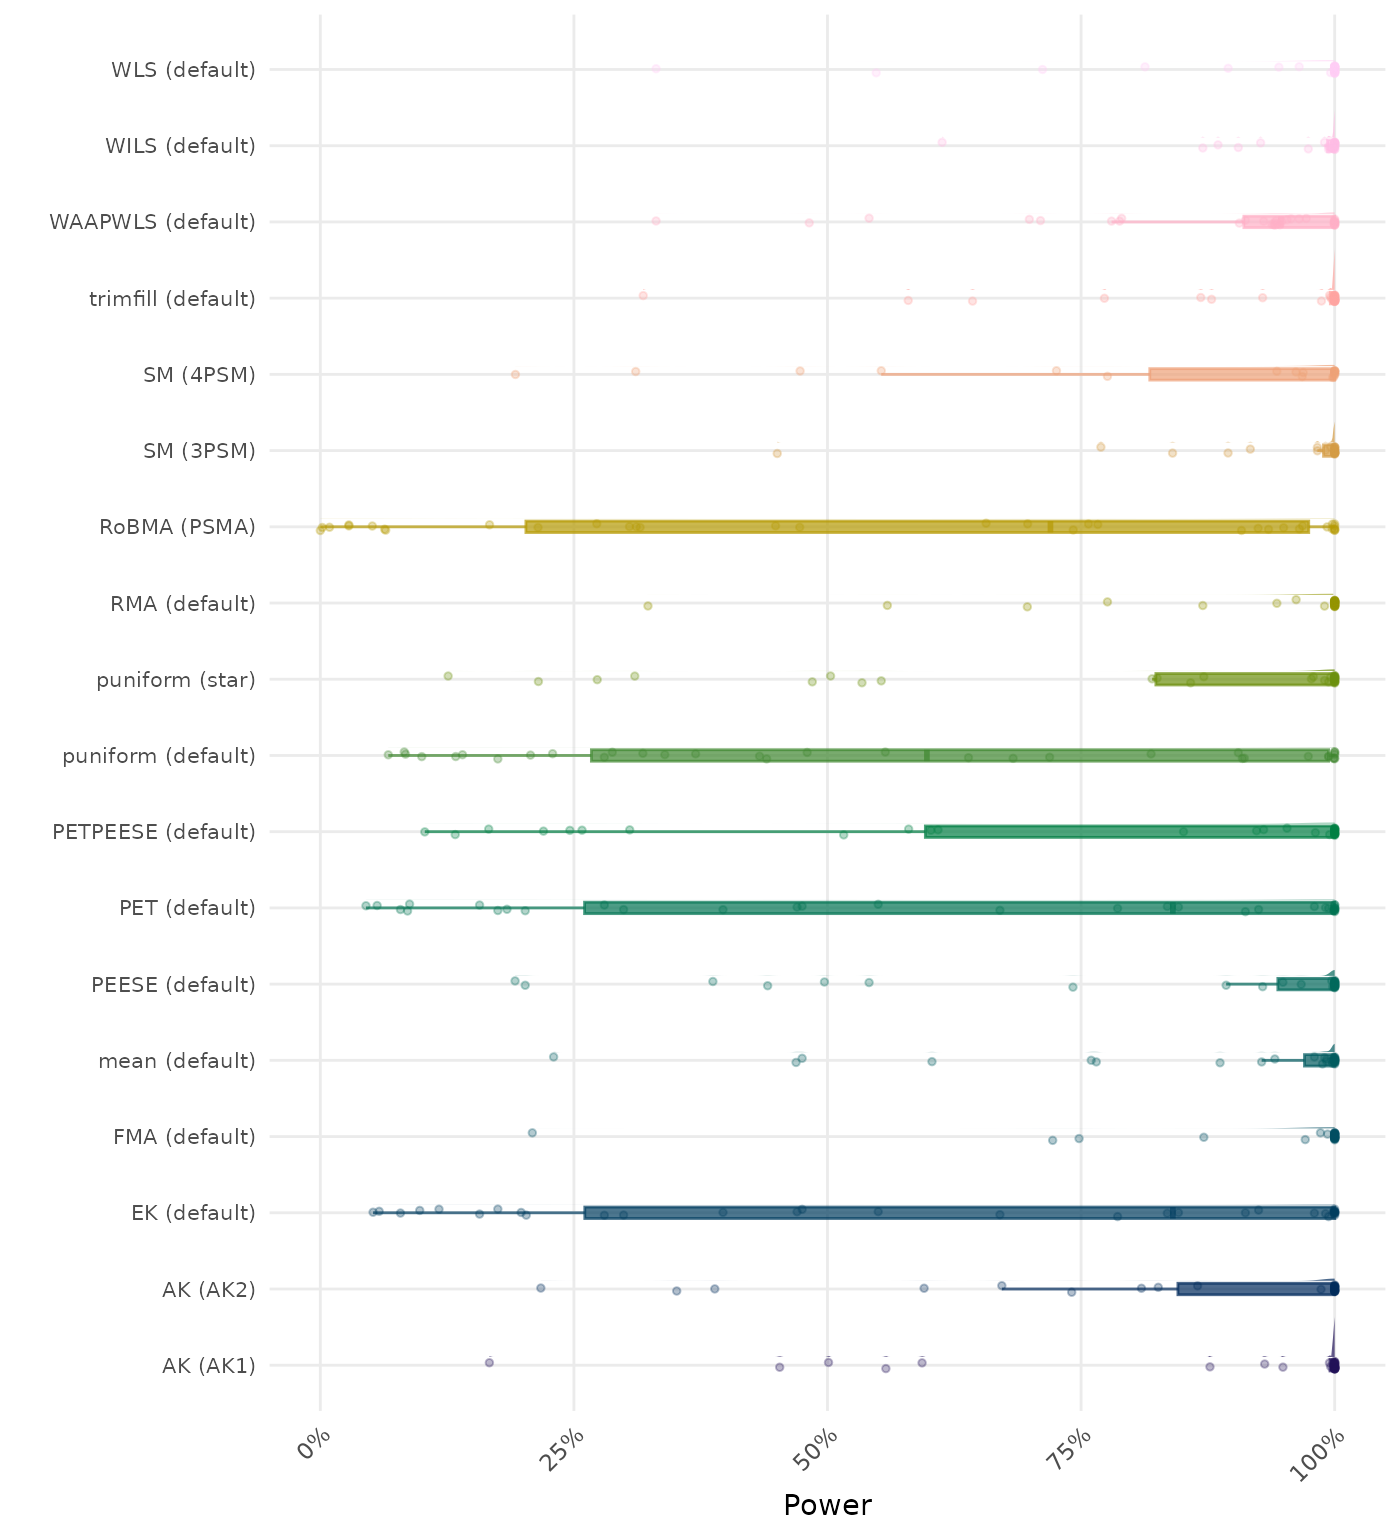 WLS (default)
WILS (default)
WAAPWLS (default)
trimfill (default)
SM (4PSM)
SM (3PSM)
RoBMA (PSMA)
RMA (default)
puniform (star)
puniform (default)
PETPEESE (default)
PET (default)
PEESE (default)
mean (default)
FMA (default)
EK (default)
AK (AK2)
AK (AK1)
0%
25%
50%
75%
100%
Power